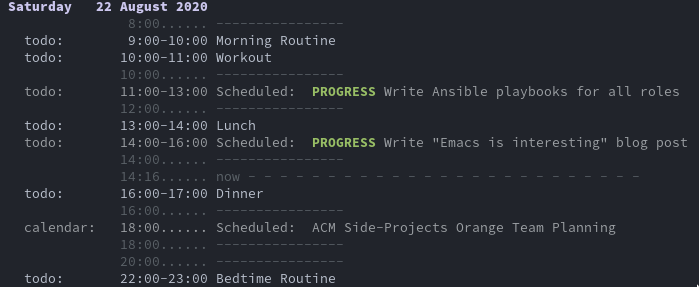 Saturday   22 August 2020
8:00...... ----------------
todo:        9:00-10:00 Morning Routine
todo:       10:00-11:00 Workout
10:00...... ----------------
todo:       11:00-13:00 Scheduled:  PROGRESS Write Ansible playbooks for all roles
12:00...... ----------------
todo:       13:00-14:00 Lunch
todo:       14:00-16:00 Scheduled:  PROGRESS Write "Emacs is interesting" blog post
14:00...... ----------------
14:16...... now - - - - - - - - - - - - - - - - - - - - - - - - -
todo:       16:00-17:00 Dinner
16:00...... ----------------
calendar:   18:00...... Scheduled:  ACM Side-Projects Orange Team Planning
18:00...... ----------------
20:00...... ----------------
todo:       22:00-23:00 Bedtime Routine